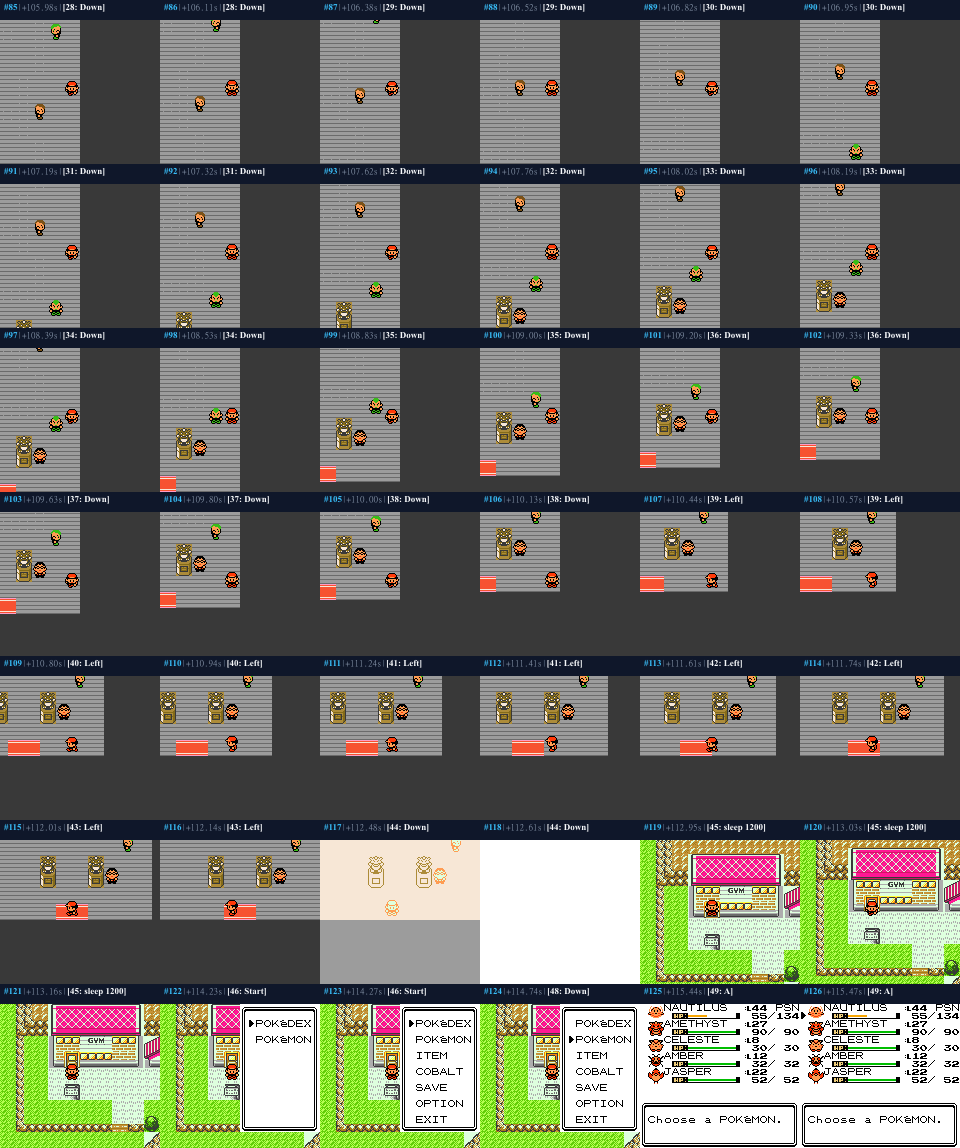 #85|+105.98s|[28: Down]
#86|+106.11s|[28: Down]
#87|+106.38s|[29: Down]
#88|+106.52s|[29: Down]
#89|+106.82s|[30: Down]
#90|+106.95s|[30: Down]
#91|+107.19s|[31: Down]
#92|+107.32s|[31: Down]
#93|+107.62s|[32: Down]
#94|+107.76s|[32: Down]
#95|+108.02s|[33: Down]
#96|+108.19s|[33: Down]
#97|+108.39s|[34: Down]
#98|+108.53s|[34: Down]
#99|+108.83s|[35: Down]
#100|+109.00s|[35: Down]
#101|+109.20s|[36: Down]
#102|+109.33s|[36: Down]
#103|+109.63s|[37: Down]
#104|+109.80s|[37: Down]
#105|+110.00s|[38: Down]
#106|+110.13s|[38: Down]
#107|+110.44s|[39: Left]
#108|+110.57s|[39: Left]
#109|+110.80s|[40: Left]
#110|+110.94s|[40: Left]
#111|+111.24s|[41: Left]
#112|+111.41s|[41: Left]
#113|+111.61s|[42: Left]
#114|+111.74s|[42: Left]
#115|+112.01s|[43: Left]
#116|+112.14s|[43: Left]
#117|+112.48s|[44: Down]
#118|+112.61s|[44: Down]
#119|+112.95s|[45: sleep 1200]
#120|+113.03s|[45: sleep 1200]
GYM
GYM
#121|+113.16s|[45: sleep 1200]
#122|+114.23s|[46: Start]
#123|+114.27s|[46: Start]
#124|+114.74s|[48: Down]
#125|+115.44s|[49: A]
#126|+115.47s|[49: A]
GYM
POKéDEX
POKéMON
POKéDEX
POKéMON
ITEM
COBALT
SAVE
OPTION
EXIT
POKéDEX
POKéMON
ITEM
COBALT
SAVE
OPTION
EXIT
NAUTILUS :L44 PSN
HP: 55/134
AMETHYST :L27
HP: 90/ 90
CELESTE :L8
HP: 30/ 30
AMBER :L12
HP: 32/ 32
JASPER :L22
HP: 52/ 52
Choose a POKéMON.
NAUTILUS :L44 PSN
HP: 55/134
AMETHYST :L27
HP: 90/ 90
CELESTE :L8
HP: 30/ 30
AMBER :L12
HP: 32/ 32
JASPER :L22
HP: 52/ 52
Choose a POKéMON.